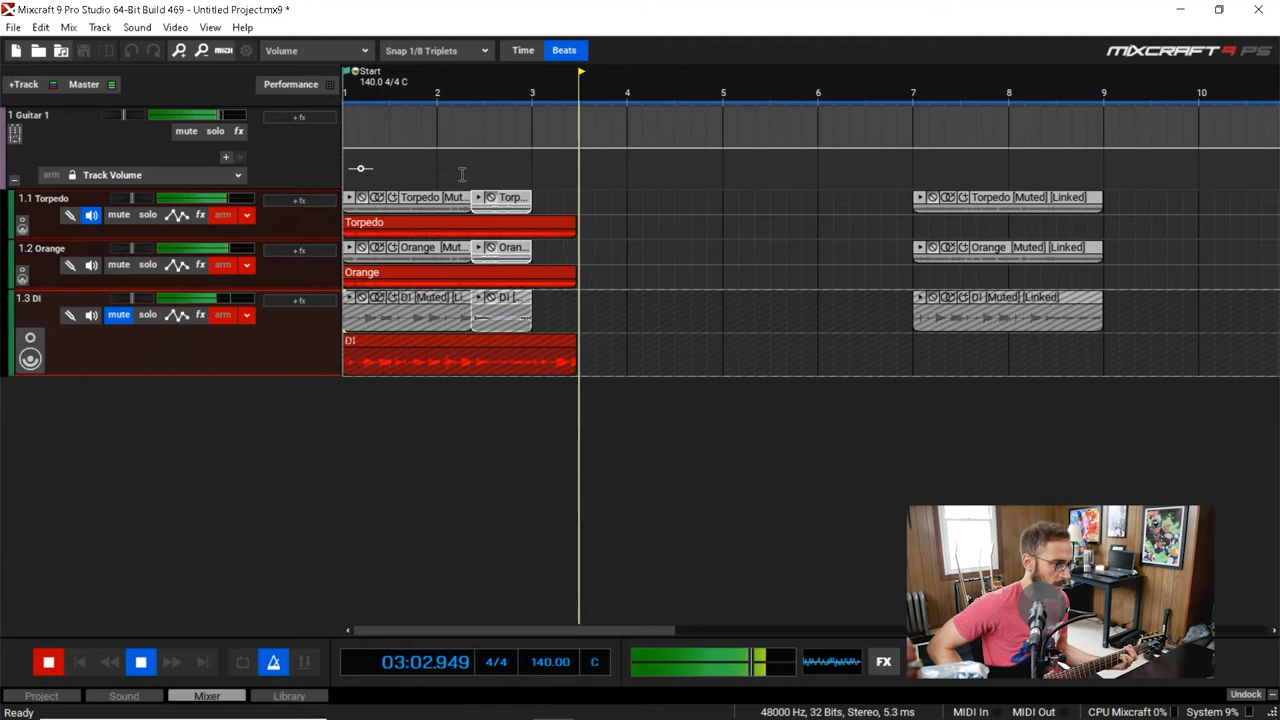 Mixcraft 9 Pro Studio 64-Bit Build 469 - Untitled Project.mx9 *
File Edit Mix Track Sound Video View Help
MIDI Volume Snap 1/8 Triplets Time Beats MIXCRAFT 9 PS
+Track Master Performance
Start
140.0 4/4 C
1 2 3 4 5 6 7 8 9 10
1 Guitar 1
+ fx
mute solo fx
+
arm Track Volume
1.1 Torpedo + fx Torpedo [Mut... Torp... Torpedo [Muted] [Linked]
mute solo fx arm Torpedo
1.2 Orange + fx Orange [Mut... Oran... Orange [Muted] [Linked]
mute solo fx arm Orange
1.3 DI + fx DI [Muted] [Li... DI [... DI [Muted] [Linked]
mute solo fx arm
DI
03:02.949 4/4 140.00 C FX
Project Sound Mixer Library Undock
Ready 48000 Hz, 32 Bits, Stereo, 5.3 ms MIDI In MIDI Out CPU Mixcraft 0% System 9%